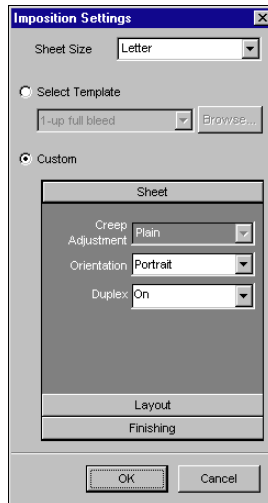 Imposition Settings
Sheet Size Letter
Select Template
1-up full bleed Browse...
Custom
Sheet
Creep
Adjustment Plain
Orientation Portrait
Duplex On
Layout
Finishing
OK Cancel